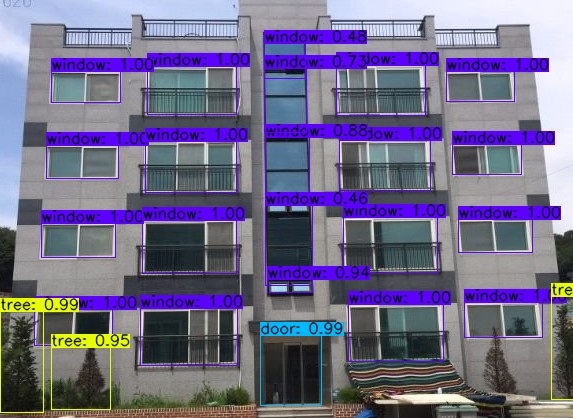 window: 0.48
window: 1.00
window: 1.00
window: 0.73
dow: 1.00
window: 1.00
window: 1.00
window: 1.00
window: 0.88
dow: 1.00
window: 1.00
window: 1.00
window: 1.00
window: 0.46
window: 1.00
window: 1.00
window: 0.94
tree: 0.99
w: 1.00
window: 1.00
window: 1.00
window: 1.00
tre
door: 0.99
tree: 0.95